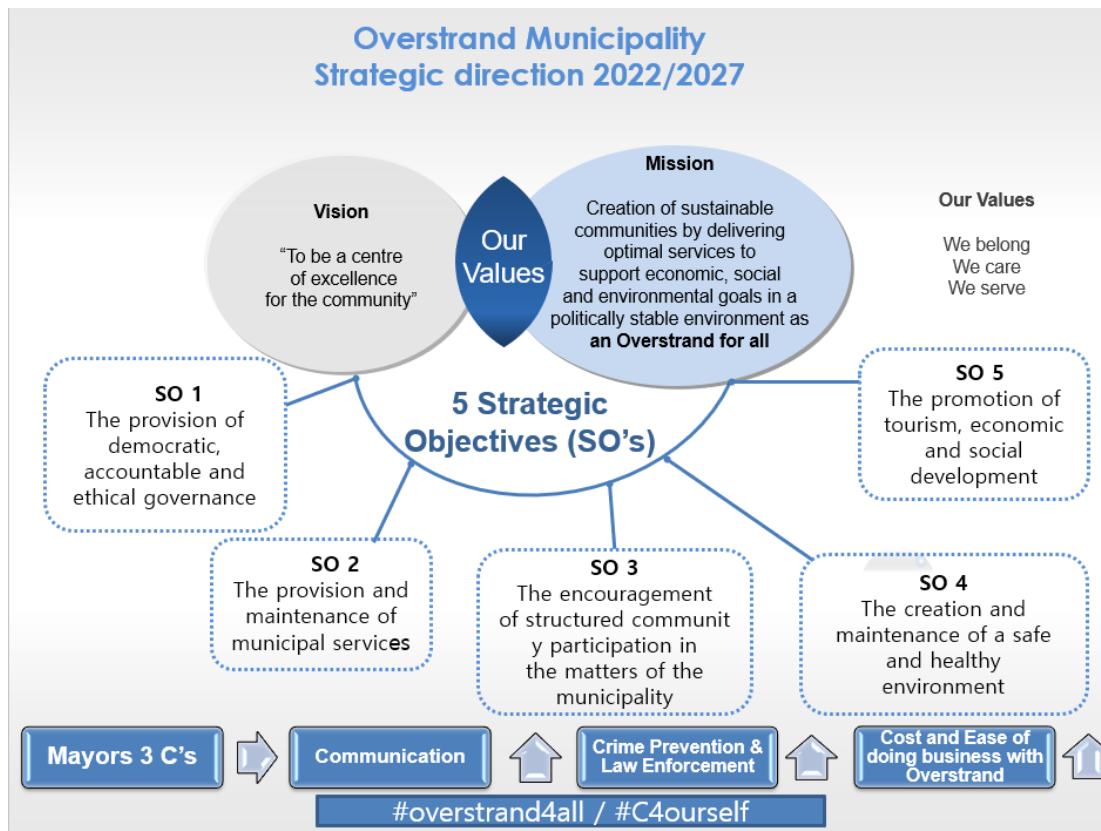 Overstrand Municipality
Strategic direction 2022/2027
Vision
“To be a centre
of excellence
for the community”
Our
Values
Mission
Creation of sustainable
communities by delivering
optimal services to
support economic, social
and environmental goals in a
politically stable environment as
an Overstrand for all
Our Values
We belong
We care
We serve
5 Strategic
Objectives (SO’s)
SO 1
The provision of
democratic,
accountable and
ethical governance
SO 2
The provision and
maintenance of
municipal services
SO 3
The encouragement
of structured communit
y participation in
the matters of the
municipality
SO 4
The creation and
maintenance of a safe
and healthy
environment
SO 5
The promotion of
tourism, economic
and social
development
Mayors 3 C’s
Communication
Crime Prevention &
Law Enforcement
Cost and Ease of
doing business with
Overstrand
#overstrand4all / #C4ourself